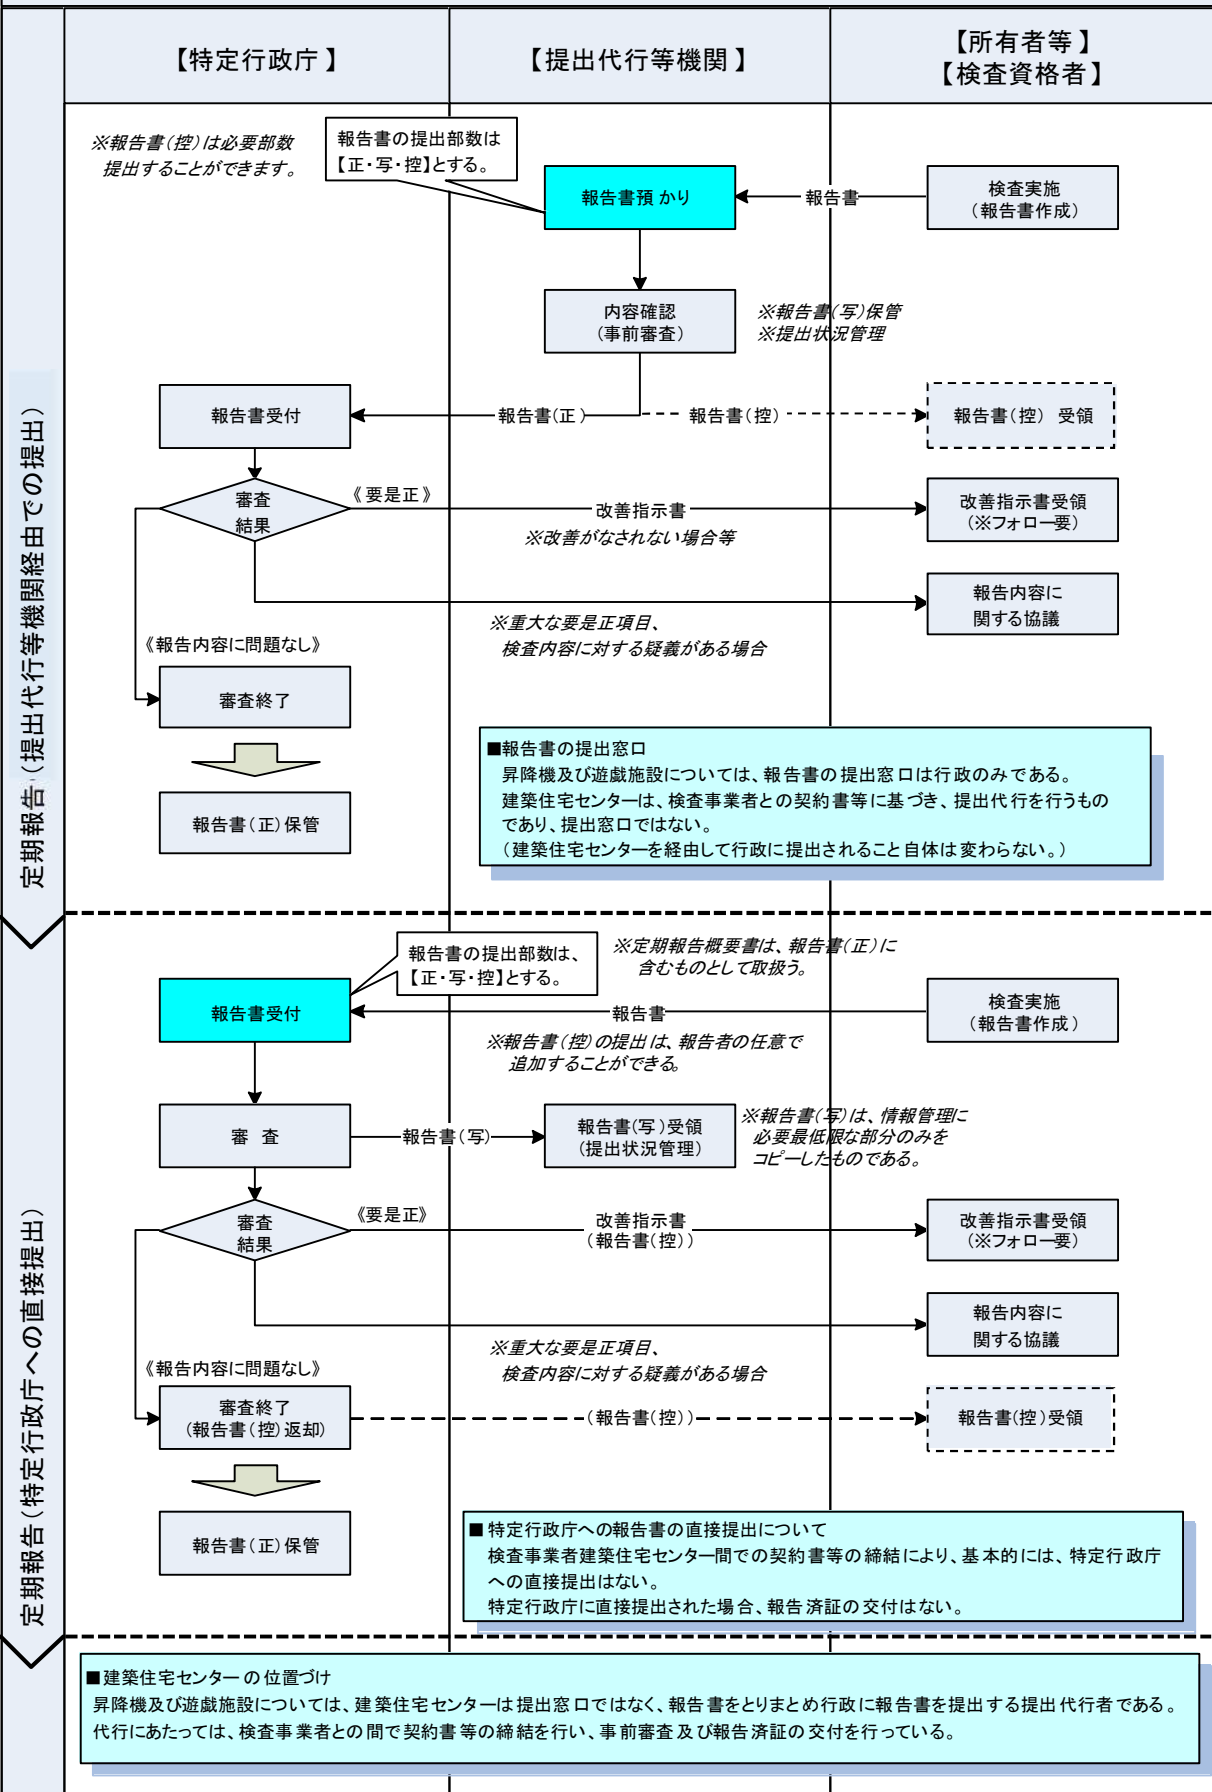 【特定行政庁】
【提出代行等機関】
【所有者等】
【検査資格者】
定期報告(提出代行等機関経由での提出)
※報告書(控)は必要部数
提出することができます。
報告書の提出部数は
【正・写・控】とする。
報告書預かり
報告書
検査実施
(報告書作成)
内容確認
(事前審査)
※報告書(写)保管
※提出状況管理
報告書受付
報告書(正)
報告書(控)
報告書(控) 受領
審査
結果
《要是正》
改善指示書
※改善がなされない場合等
改善指示書受領
(※フォロー要)
報告内容に
関する協議
※重大な要是正項目、
検査内容に対する疑義がある場合
《報告内容に問題なし》
審査終了
報告書(正)保管
■報告書の提出窓口
昇降機及び遊戯施設については、報告書の提出窓口は行政のみである。
建築住宅センターは、検査事業者との契約書等に基づき、提出代行を行うもの
であり、提出窓口ではない。
(建築住宅センターを経由して行政に提出されること自体は変わらない。)
定期報告(特定行政庁への直接提出)
報告書の提出部数は、
【正・写・控】とする。
※定期報告概要書は、報告書(正)に
含むものとして取扱う。
報告書受付
報告書
検査実施
(報告書作成)
※報告書(控)の提出は、報告者の任意で
追加することができる。
審 査
報告書(写)
報告書(写)受領
(提出状況管理)
※報告書(写)は、情報管理に
必要最低限な部分のみを
コピーしたものである。
審査
結果
《要是正》
改善指示書
(報告書(控))
改善指示書受領
(※フォロー要)
報告内容に
関する協議
※重大な要是正項目、
検査内容に対する疑義がある場合
《報告内容に問題なし》
審査終了
(報告書(控)返却)
(報告書(控))
報告書(控)受領
報告書(正)保管
■ 特定行政庁への報告書の直接提出について
検査事業者建築住宅センター間での契約書等の締結により、基本的には、特定行政庁
への直接提出はない。
特定行政庁に直接提出された場合、報告済証の交付はない。
■建築住宅センターの位置づけ
昇降機及び遊戯施設については、建築住宅センターは提出窓口ではなく、報告書をとりまとめ行政に報告書を提出する提出代行者である。
代行にあたっては、検査事業者との間で契約書等の締結を行い、事前審査及び報告済証の交付を行っている。